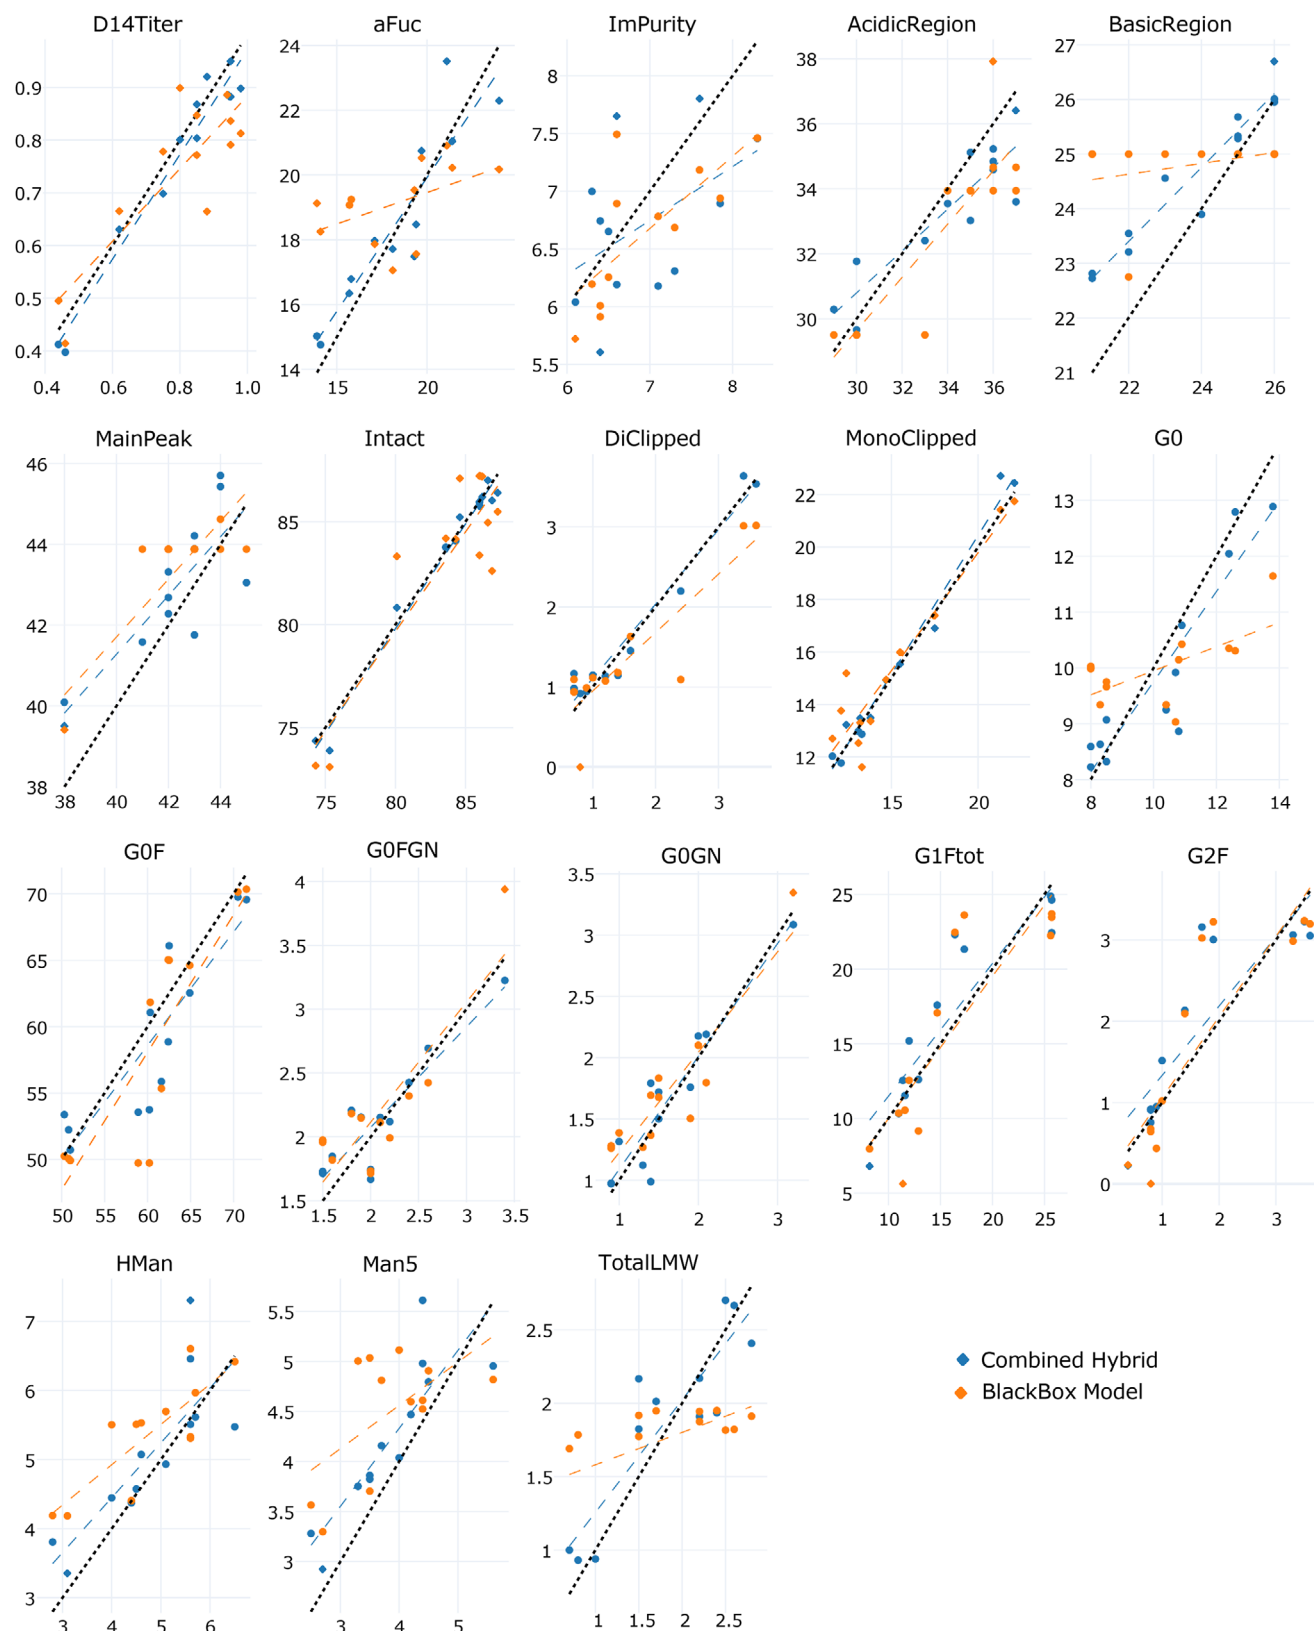 D14Titer aFuc ImPurity AcidicRegion BasicRegion
0.9 0.8 0.7 0.6 0.5 0.4
0.4 0.6 0.8 1.0
24 22 20 18 16 14
15 20
8 7.5 7 6.5 6 5.5
6 7 8
38 36 34 32 30
30 32 34 36
27 26 25 24 23 22 21
22 24 26
MainPeak Intact DiClipped MonoClipped G0
46 44 42 40 38
38 40 42 44
85 80 75
75 80 85
3 2 1 0
1 2 3
22 20 18 16 14 12
15 20
13 12 11 10 9 8
8 10 12 14
G0F G0FGN G0GN G1Ftot G2F
70 65 60 55 50
50 55 60 65 70
4 3.5 3 2.5 2 1.5
1.5 2 2.5 3 3.5
3.5 3 2.5 2 1.5 1
1 2 3
25 20 15 10 5
10 15 20 25
3 2 1 0
1 2 3
HMan Man5 TotalLMW
7 6 5 4 3
3 4 5 6
5.5 5 4.5 4 3.5 3
3 4 5
2.5 2 1.5 1
1 1.5 2 2.5
Combined Hybrid
BlackBox Model